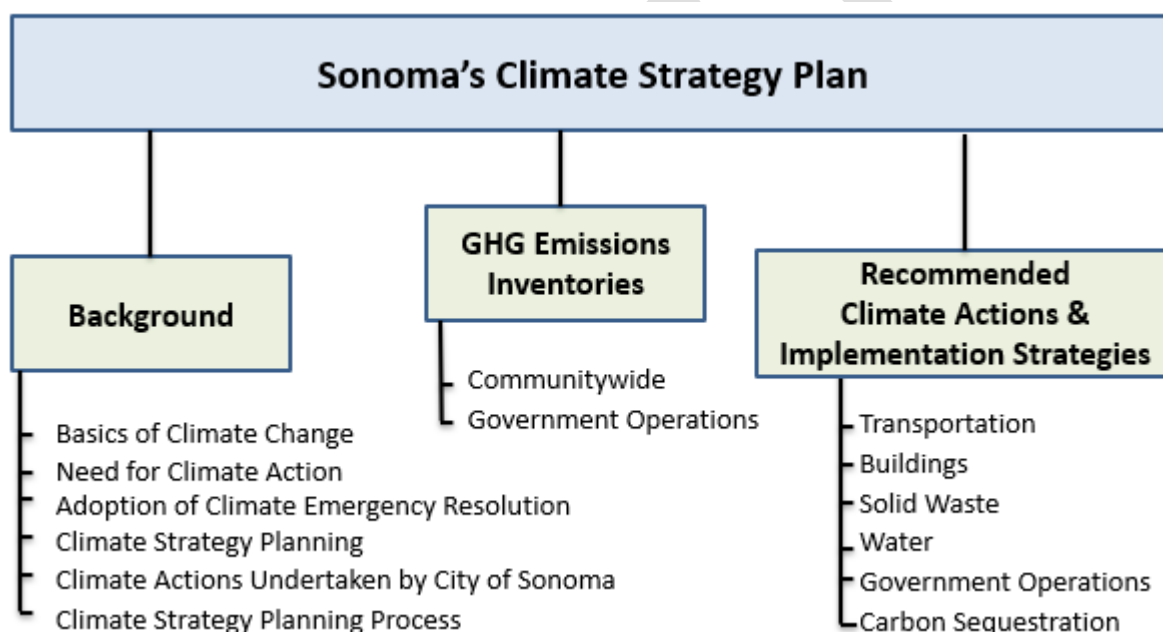 Sonoma’s Climate Strategy Plan
Background
Basics of Climate Change
Need for Climate Action
Adoption of Climate Emergency Resolution
Climate Strategy Planning
Climate Actions Undertaken by City of Sonoma
Climate Strategy Planning Process
GHG Emissions
Inventories
Communitywide
Government Operations
Recommended
Climate Actions &
Implementation Strategies
Transportation
Buildings
Solid Waste
Water
Government Operations
Carbon Sequestration